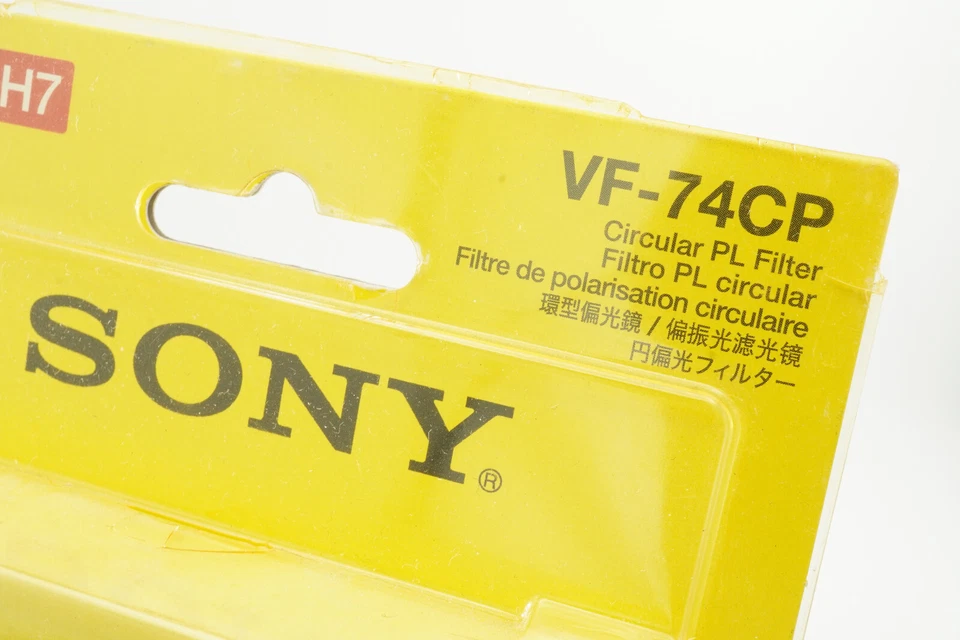 H7
VF-74CP
Circular PL Filter
Filtro PL circular
Filtre de polarisation circulaire
環型偏光鏡 / 偏振光滤光镜
円偏光フィルター
SONY®